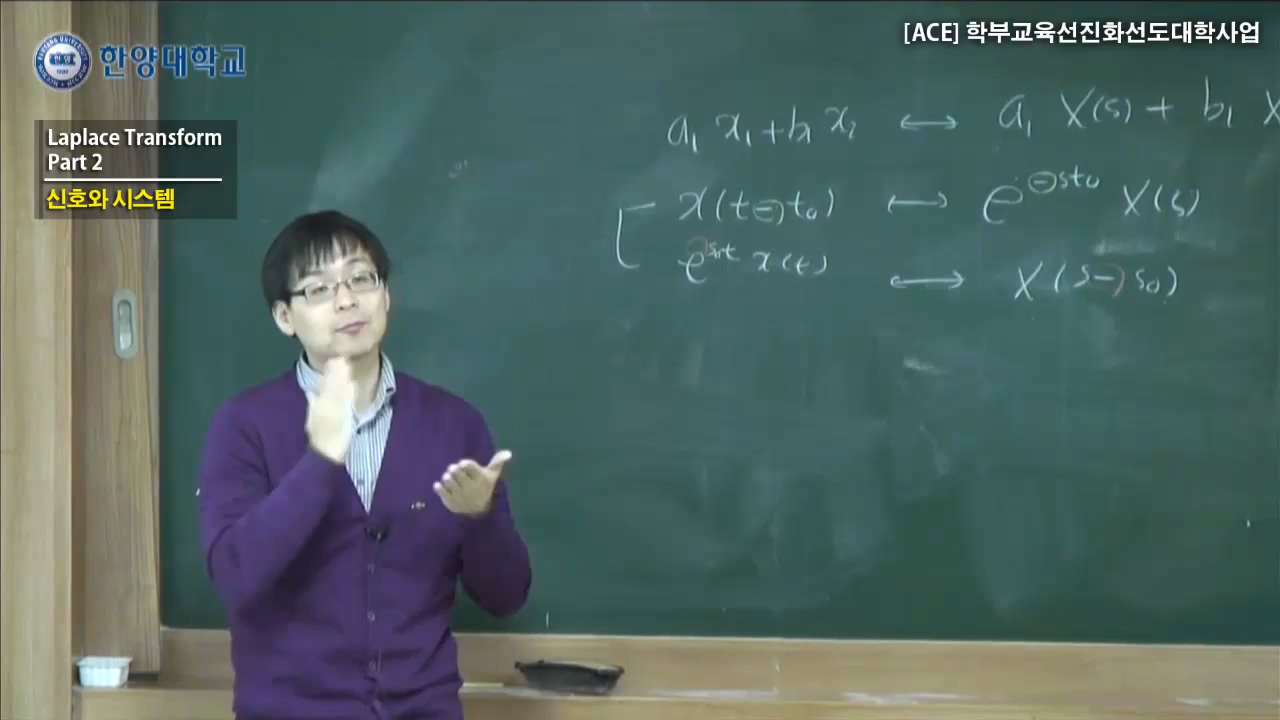 [ACE] 학부교육선진화선도대학사업
한양대학교
Laplace Transform
Part 2
신호와 시스템
a₁ x₁ + b₁ x₂ ↔ a₁ X(s) + b₁ X
x(t-t₀) ↔ e^{-st₀} X(s)
x(t) ↔ X(s-s₀)